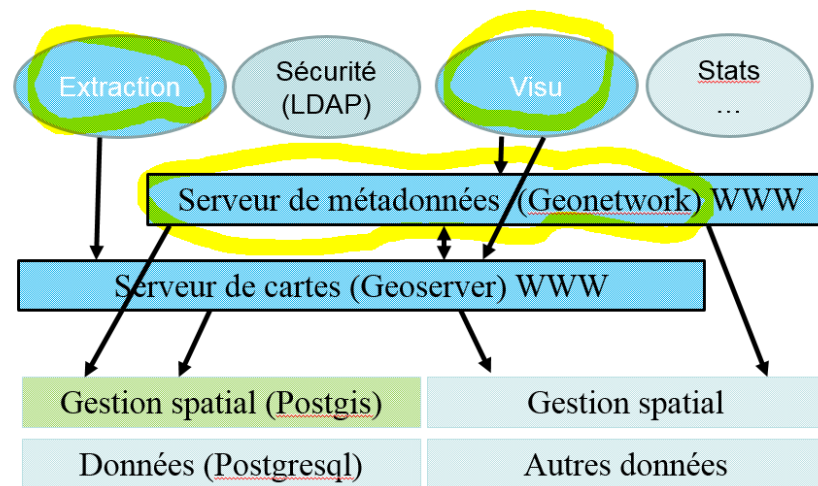 Extraction
Sécurité
(LDAP)
Visu
Stats
...
Serveur de métadonnées (Geonetwork) WWW
Serveur de cartes (Geoserver) WWW
Gestion spatial (Postgis)
Gestion spatial
Données (Postgresql)
Autres données